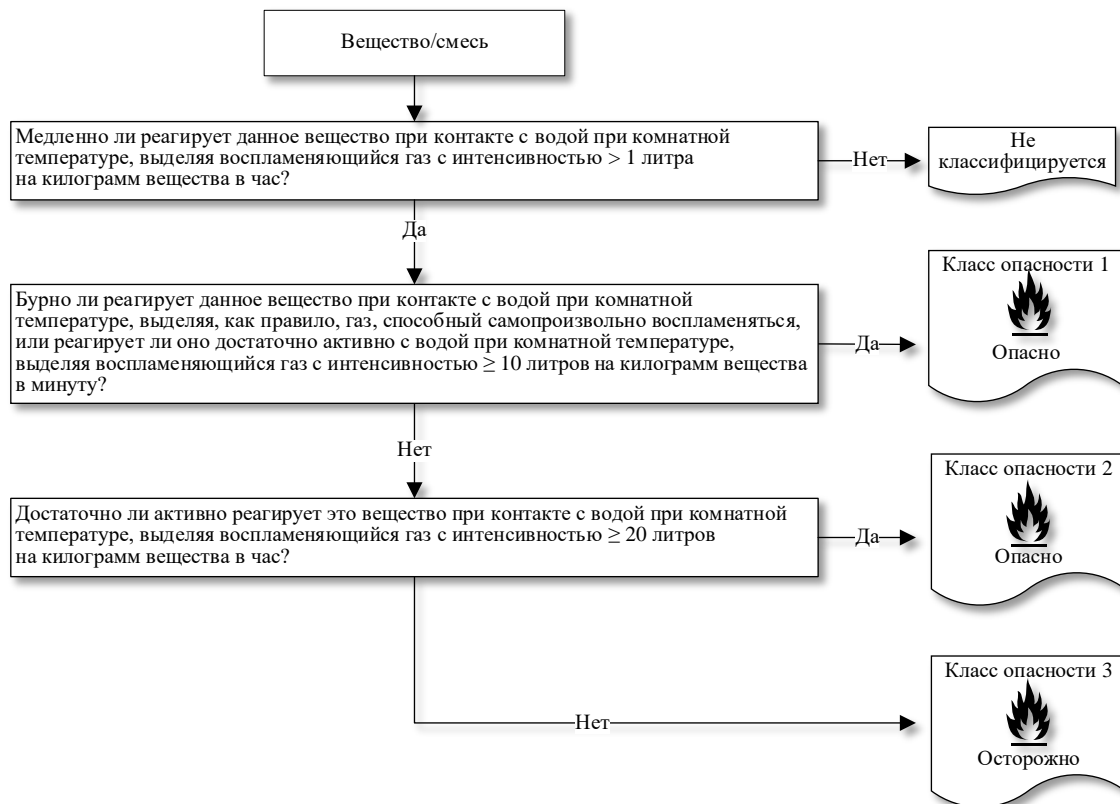 Вещество/смесь
Медленно ли реагирует данное вещество при контакте с водой при комнатной
температуре, выделяя воспламеняющийся газ с интенсивностью > 1 литра
на килограмм вещества в час?
Нет
Не
классифицируется
Да
Бурно ли реагирует данное вещество при контакте с водой при комнатной
температуре, выделяя, как правило, газ, способный самопроизвольно воспламеняться,
или реагирует ли оно достаточно активно с водой при комнатной температуре,
выделяя воспламеняющийся газ с интенсивностью ≥ 10 литров на килограмм вещества
в минуту?
Да
Класс опасности 1
Опасно
Нет
Достаточно ли активно реагирует это вещество при контакте с водой при комнатной
температуре, выделяя воспламеняющийся газ с интенсивностью ≥ 20 литров
на килограмм вещества в час?
Да
Класс опасности 2
Опасно
Нет
Класс опасности 3
Осторожно